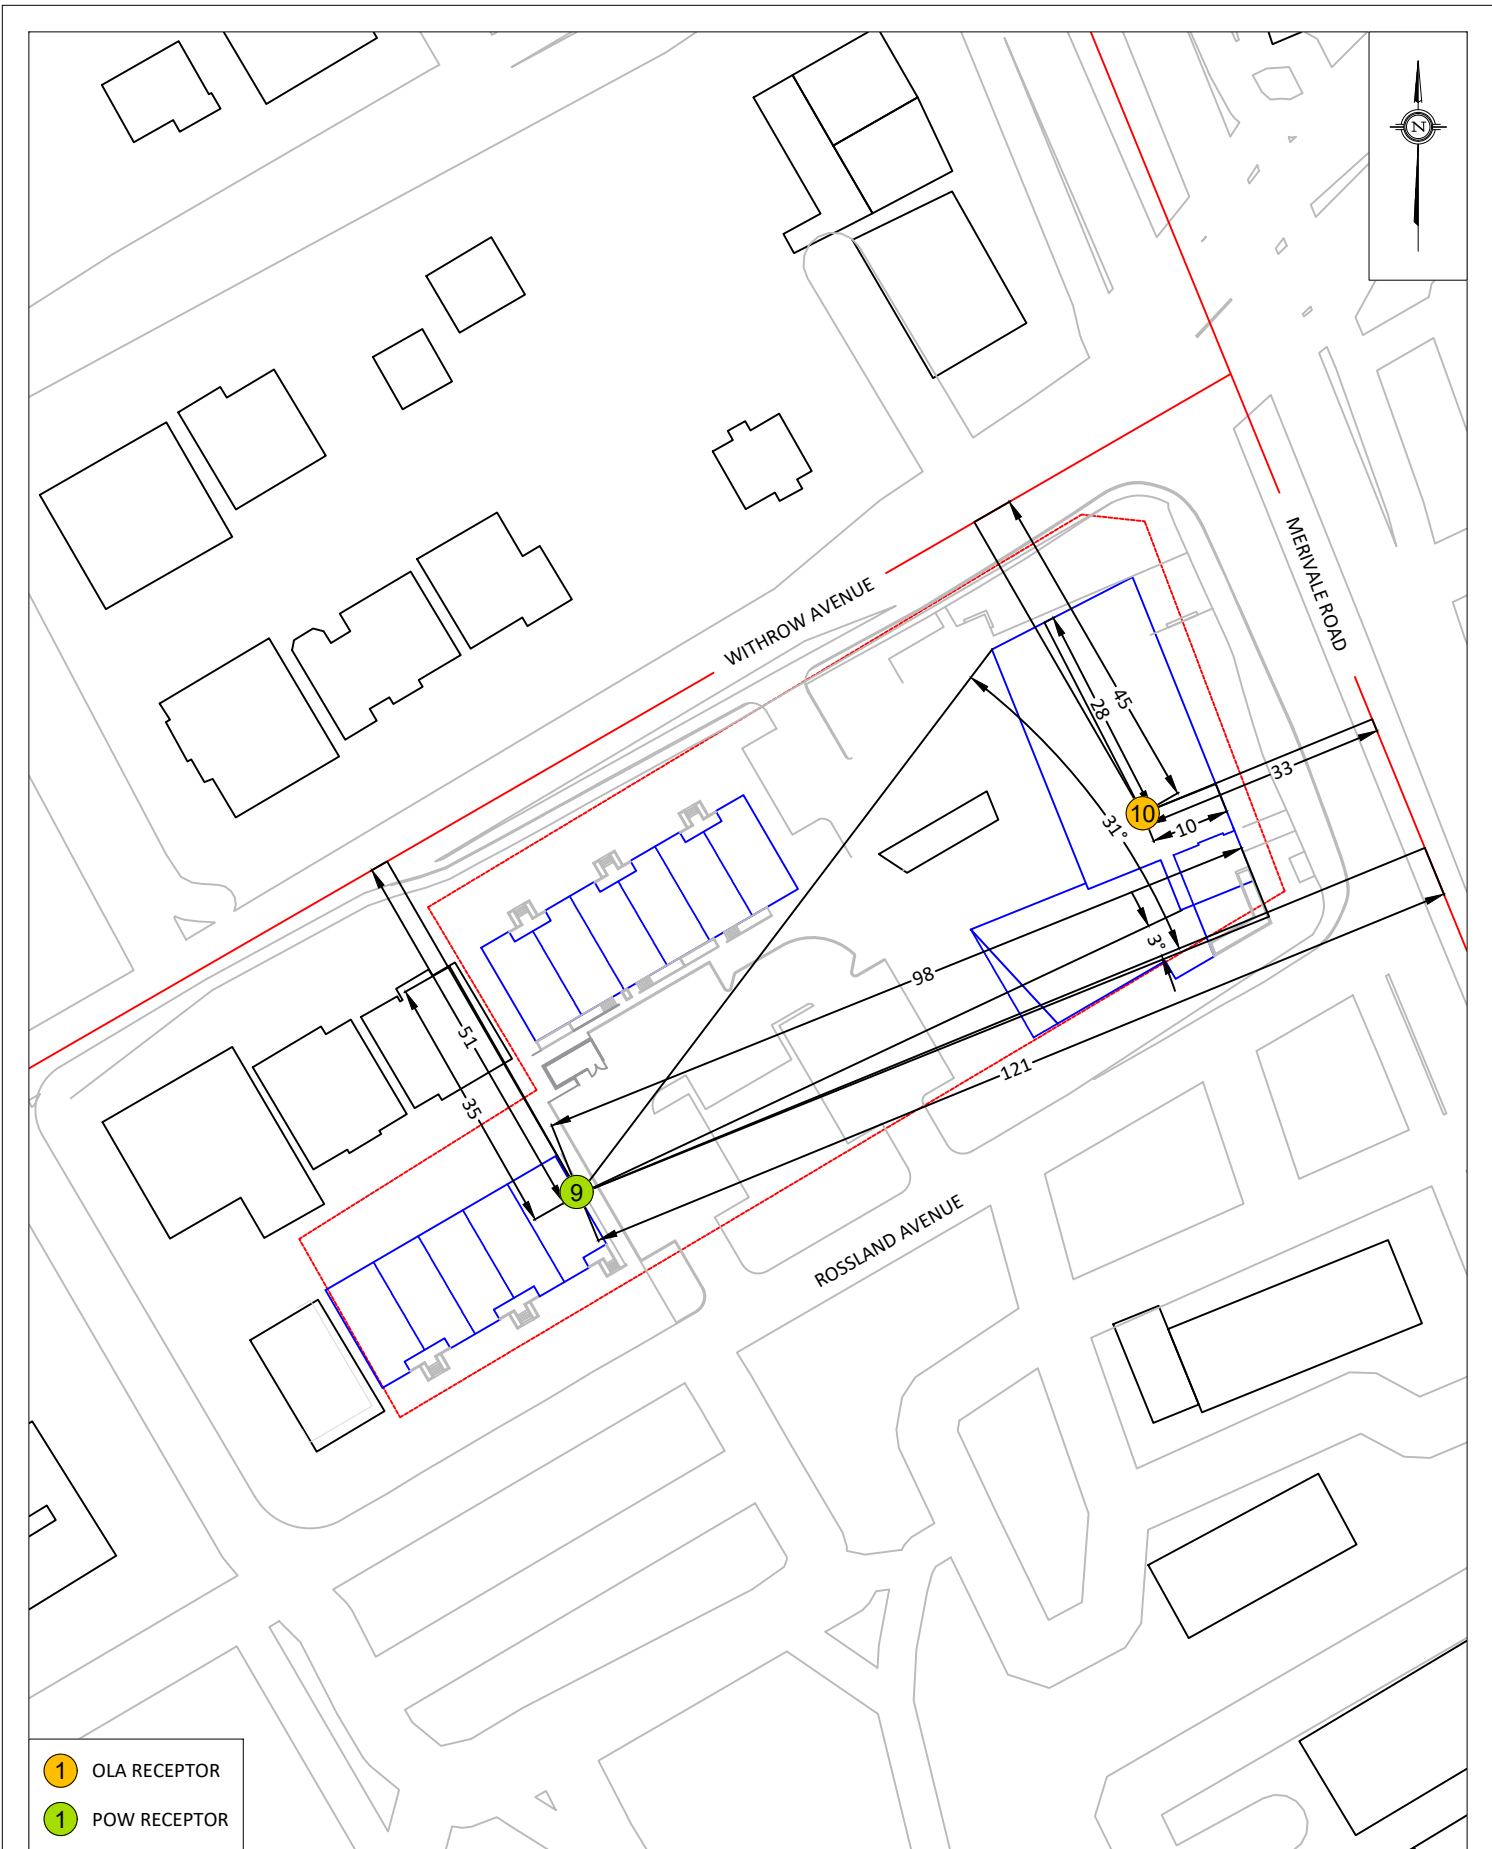 N
MERIVALE ROAD
WITHROW AVENUE
45
28
33
10
10
31°
3°
98
51
121
35
9
ROSSLAND AVENUE
1 OLA RECEPTOR
1 POW RECEPTOR